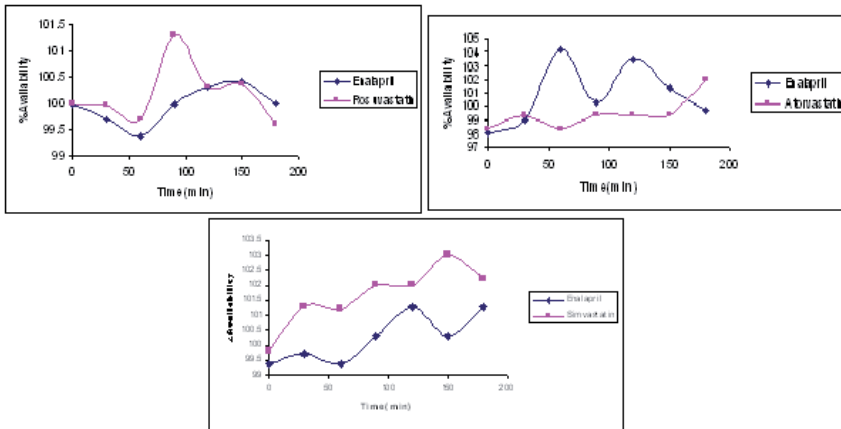 101.5
101
100.5
100
99.5
99
%Availability
0 50 100 150 200
Time(min)
Enalapril
Rosuvastatin
105
104
103
102
101
100
99
98
97
%Availability
0 50 100 150 200
Time(min)
Enalapril
Atorvastatin
103.5
103
102.5
102
101.5
101
100.5
100
99.5
99
%Availability
0 50 100 150 200
Time(min)
Enalapril
Simvastatin